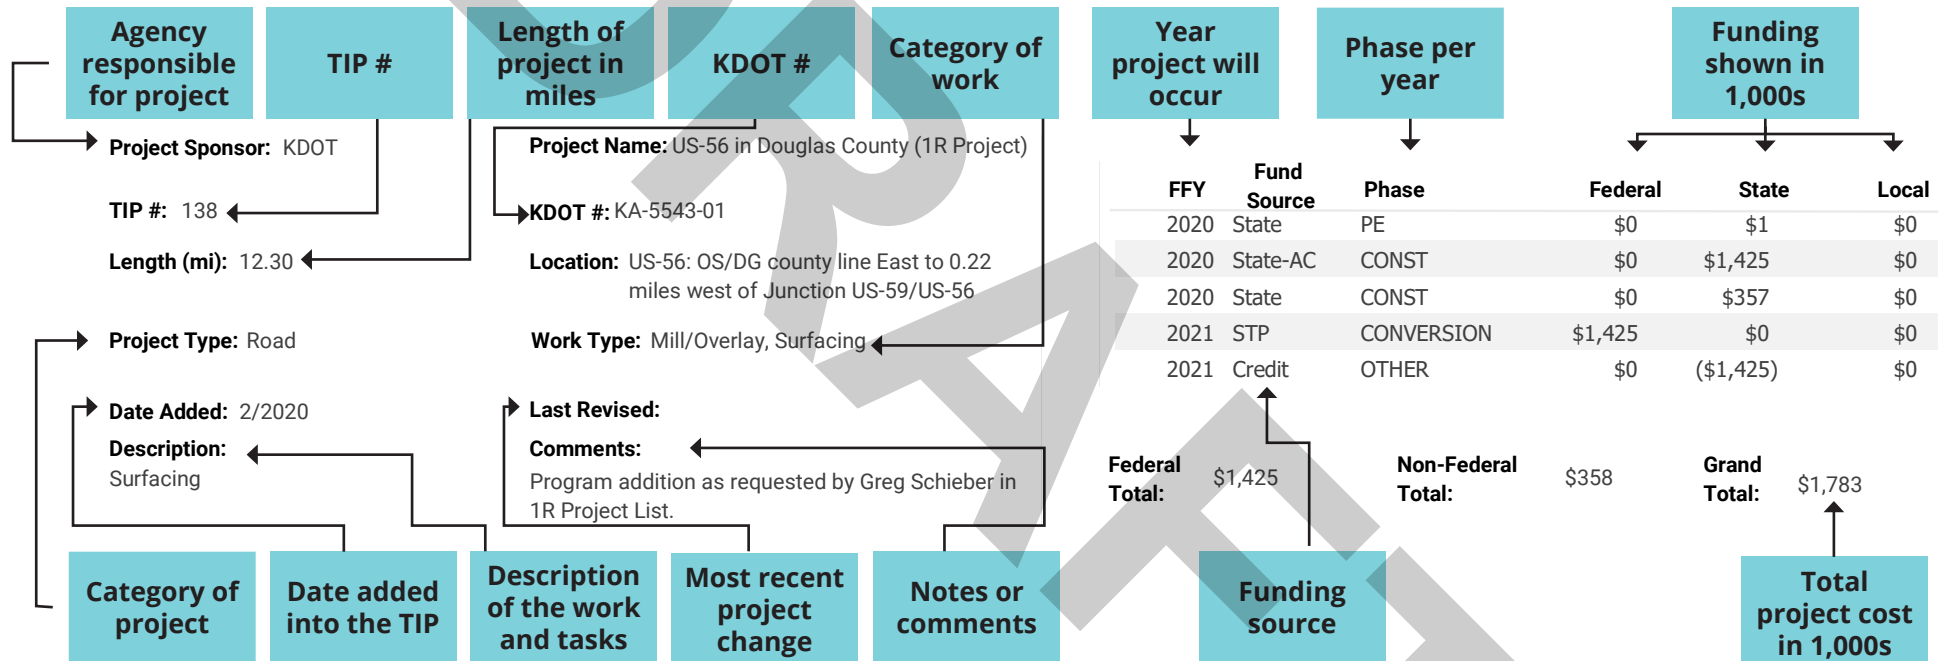 Agency
responsible
for project
TIP #
Length of
project in
miles
KDOT #
Category of
work
Year
project will
occur
Phase per
year
Funding
shown in
1,000s
Project Sponsor: KDOT
Project Name: US-56 in Douglas County (1R Project)
TIP #: 138
KDOT #: KA-5543-01
Length (mi): 12.30
Location: US-56: OS/DG county line East to 0.22
miles west of Junction US-59/US-56
Project Type: Road
Work Type: Mill/Overlay, Surfacing
Date Added: 2/2020
Last Revised:
Description:
Surfacing
Comments:
Program addition as requested by Greg Schieber in
1R Project List.
FFY Fund Source Phase Federal State Local
2020 State PE $0 $1 $0
2020 State-AC CONST $0 $1,425 $0
2020 State CONST $0 $357 $0
2021 STP CONVERSION $1,425 $0 $0
2021 Credit OTHER $0 ($1,425) $0
Federal
Total: $1,425
Non-Federal
Total: $358
Grand
Total: $1,783
Category of
project
Date added
into the TIP
Description
of the work
and tasks
Most recent
project
change
Notes or
comments
Funding
source
Total
project cost
in 1,000s
DRAFT